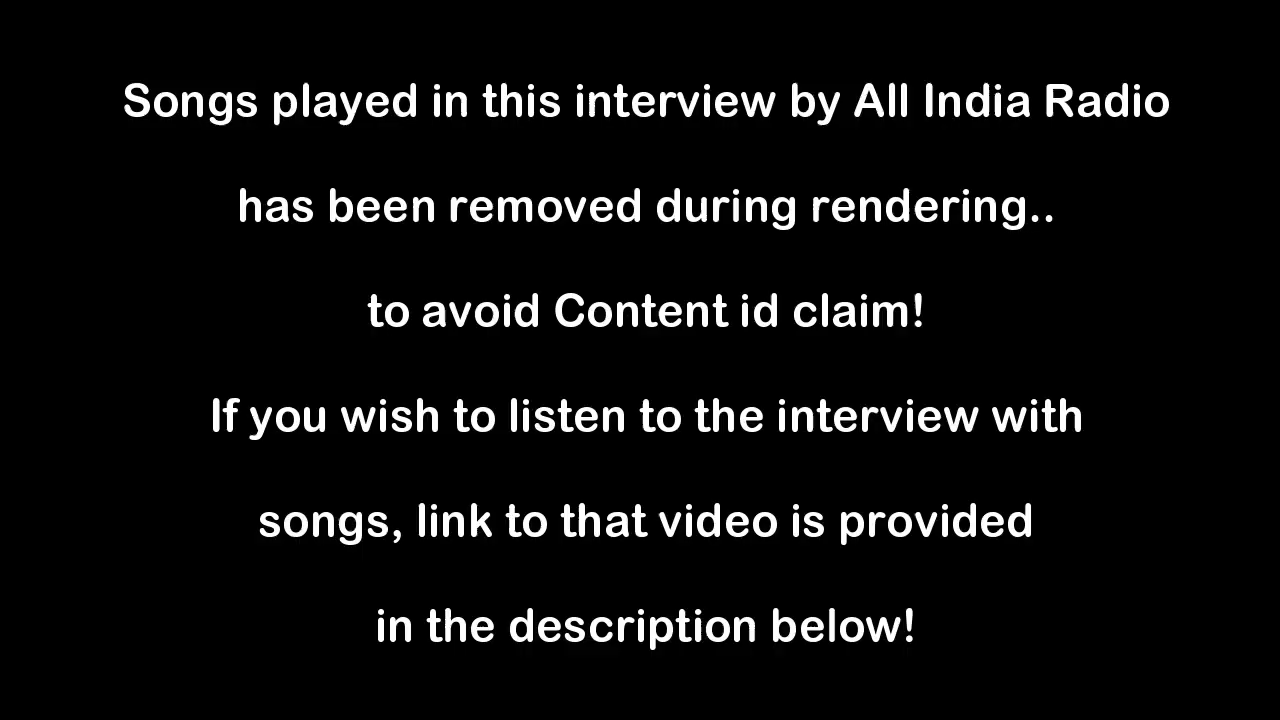 Songs played in this interview by All India Radio
has been removed during rendering..
to avoid Content id claim!
If you wish to listen to the interview with
songs, link to that video is provided
in the description below!